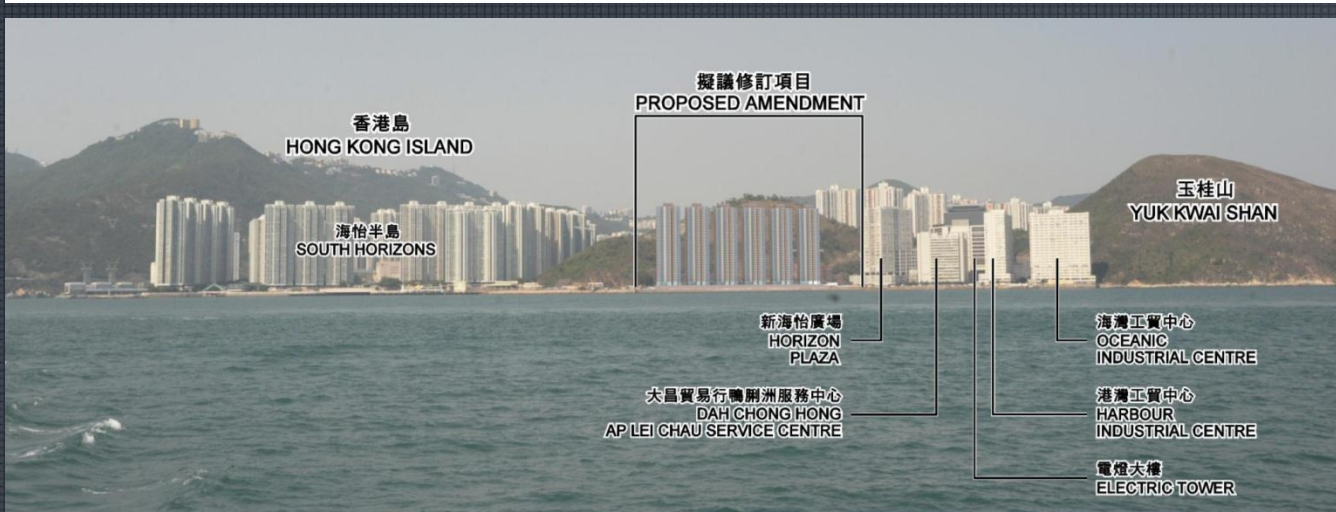 擬議修訂項目
PROPOSED AMENDMENT
香港島
HONG KONG ISLAND
玉桂山
YUK KWAI SHAN
海怡半島
SOUTH HORIZONS
新海怡廣場
HORIZON
PLAZA
海灣工貿中心
OCEANIC
INDUSTRIAL CENTRE
大昌貿易行鴨脷洲服務中心
DAH CHONG HONG
AP LEI CHAU SERVICE CENTRE
港灣工貿中心
HARBOUR
INDUSTRIAL CENTRE
電燈大樓
ELECTRIC TOWER